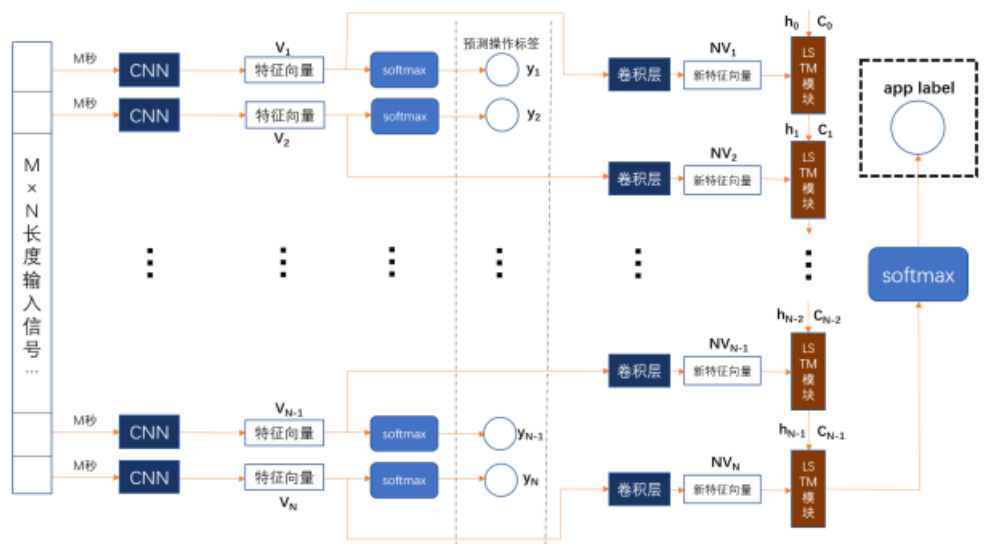 M×N长度输入信号...
M秒
CNN
V1
特征向量
softmax
预测操作标签
y1
卷积层
NV1
新特征向量
h0 C0
LSTM模块
M秒
CNN
特征向量
V2
softmax
y2
h1 C1
卷积层
NV2
新特征向量
LSTM模块
app label
softmax
hN-2 CN-2
卷积层
NVN-1
新特征向量
LSTM模块
M秒
CNN
VN-1
特征向量
softmax
yN-1
hN-1 CN-1
M秒
CNN
特征向量
VN
softmax
yN
卷积层
NVN
新特征向量
LSTM模块